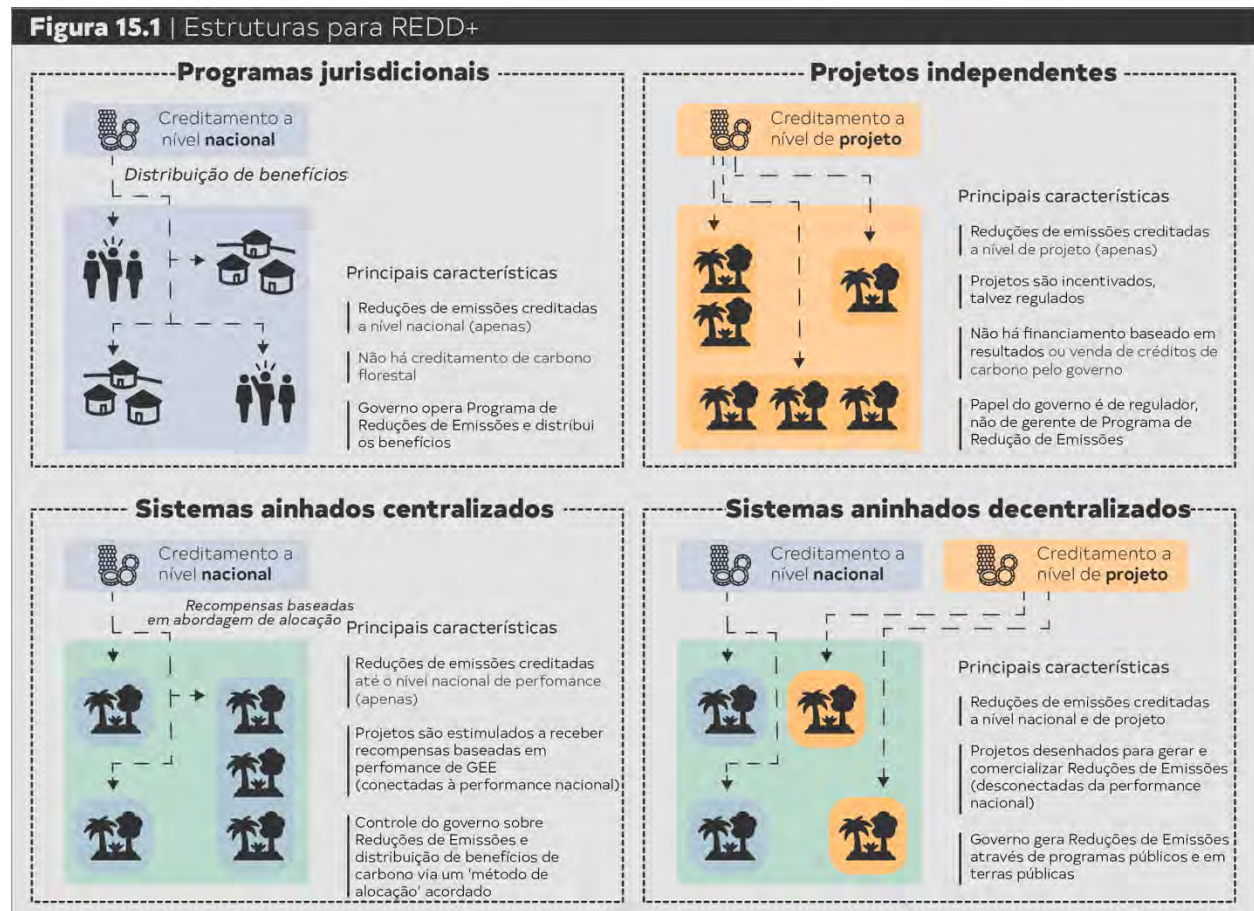 Figura 15.1 | Estruturas para REDD+
Programas jurisdicionais
Creditamento a
nível nacional
Distribuição de benefícios
Principais características
Reduções de emissões creditadas
a nível nacional (apenas)
Não há creditamento de carbono
florestal
Governo opera Programa de
Reduções de Emissões e distribui
os benefícios
Projetos independentes
Creditamento a
nível de projeto
Principais características
Reduções de emissões creditadas
a nível de projeto (apenas)
Projetos são incentivados,
talvez regulados
Não há financiamento baseado em
resultados ou venda de créditos de
carbono pelo governo
Papel do governo é de regulador,
não de gerente de Programa de
Redução de Emissões
Sistemas ainhados centralizados
Creditamento a
nível nacional
Recompensas baseadas
em abordagem de alocação
Principais características
Reduções de emissões creditadas
até o nível nacional de perfomance
(apenas)
Projetos são estimulados a receber
recompensas baseadas em
perfomance de GEE
(conectadas à performance nacional)
Controle do governo sobre
Reduções de Emissões e
distribuição de benefícios de
carbono via um 'método de
alocação' acordado
Sistemas aninhados decentralizados
Creditamento a
nível nacional
Creditamento a
nível de projeto
Principais características
Reduções de emissões creditadas
a nível nacional e de projeto
Projetos desenhados para gerar e
comercializar Reduções de Emissões
(desconectadas da performance
nacional)
Governo gera Reduções de Emissões
através de programas públicos e em
terras públicas